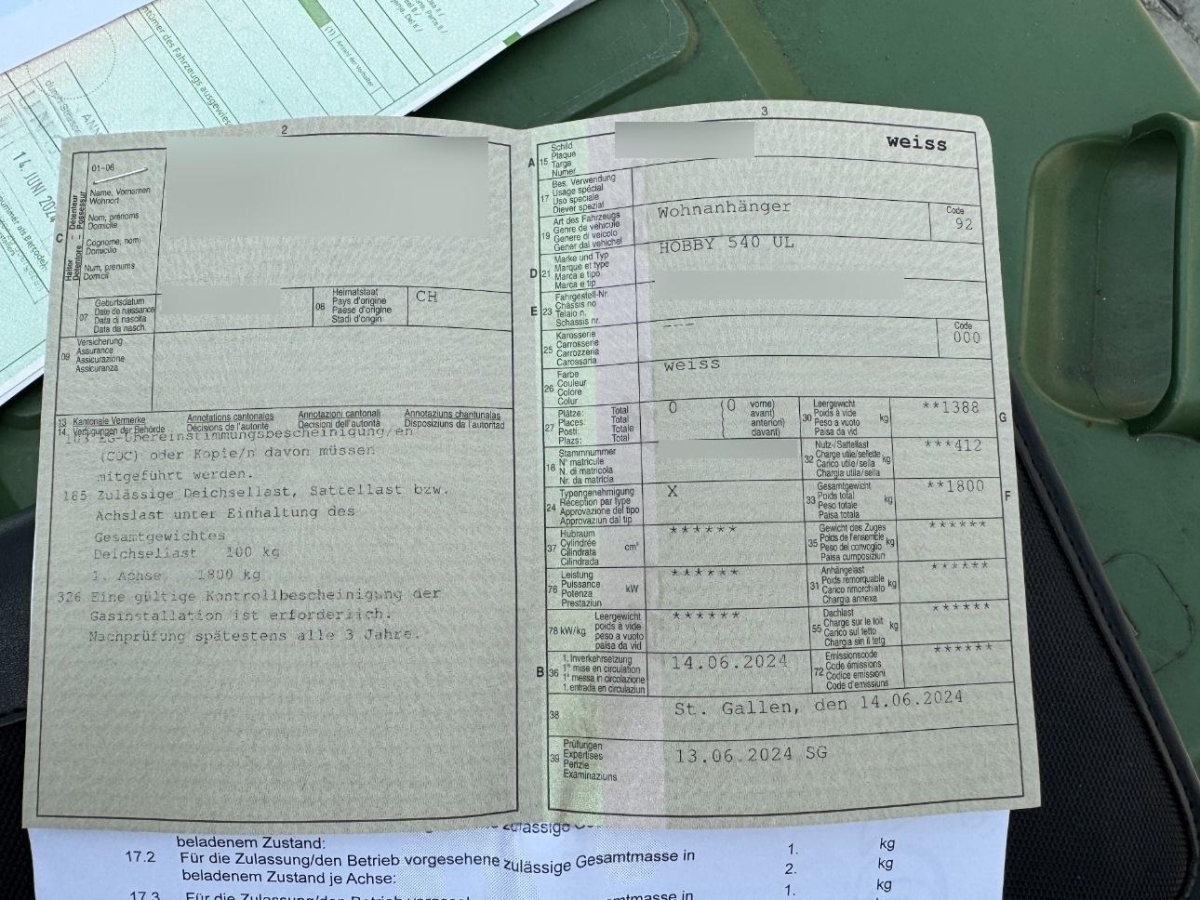 14. JUNI 2024
2
01-06
C
Halter Détenteur
Detentore Possessur
Name, Vornamen
Wohnort
Nom, prénoms
Domicile
Cognome, nomi
Domicilio
Num, prenums
Domicil
07
Geburtsdatum
Date de naissance
Data di nascita
Data da nasch.
08
Heimatstaat
Pays d'origine
Paese d'origine
Stadi d'origin
CH
09
Versicherung
Assurance
Assicurazione
Assicuranza
13 Kantonale Vermerke Annotations cantonales Annotazioni cantonali Annotaziuns chantunalas
14 Verfügungen der Behörde Décisions de l'autorité Decisioni dell'autorità Disposiziuns da l'autoritad
EG-Übereinstimmungsbescheinigung/en
(COC) oder Kopie/n davon müssen
mitgeführt werden.
185 Zulässige Deichsellast, Sattellast bzw.
Achslast unter Einhaltung des
Gesamtgewichtes
Deichsellast 100 kg
1. Achse 1800 kg
326 Eine gültige Kontrollbescheinigung der
Gasinstallation ist erforderlich.
Nachprüfung spätestens alle 3 Jahre.
3
A 15
Schild
Plaque
Targa
Numer
weiss
17
Bes. Verwendung
Usage spécial
Uso speciale
Diever spezial
19
Art des Fahrzeugs
Genre de véhicule
Genere di veicolo
Gener dal vehichel
Wohnanhänger
Code
92
D 21
Marke und Typ
Marque et type
Marca e tipo
Marca e tip
HOBBY 540 UL
E 23
Fahrgestell-Nr.
Châssis no
Telaio n.
Schassis nr.
25
Karosserie
Carrosserie
Carrozzeria
Carossaria
---
Code
000
26
Farbe
Couleur
Colore
Colur
weiss
27
Plätze: Total
Places: Total
Posti: Totale
Plazs: Total
0
(0 vorne)
avant)
anteriori)
davant)
30
Leergewicht
Poids à vide
Peso a vuoto
Paisa da vid
kg
**1388
G
18
Stammnummer
N° matricule
N. di matricola
Nr. da matricla
32
Nutz-/Sattellast
Charge utile/sellette
Carico utile/sella
Chargia utila/sella
kg
***412
24
Typengenehmigung
Réception par type
Approvazione del tipo
Approvaziun dal tip
X
33
Gesamtgewicht
Poids total
Peso totale
Paisa totala
kg
**1800
F
37
Hubraum
Cylindrée
Cilindrata
Cilindrada
cm³
******
35
Gewicht des Zuges
Poids de l'ensemble
Peso del convoglio
Paisa cumposiziun
kg
******
76
Leistung
Puissance
Potenza
Prestaziun
kW
******
31
Anhängelast
Poids remorquable
Carico rimorchiato
Chargia annexa
kg
******
78 kW/kg
Leergewicht
poids à vide
peso a vuoto
paisa da vid
******
55
Dachlast
Charge sur le toit
Carico sul tetto
Chargia sin il tetg
kg
******
B 36
1. Inverkehrsetzung
1re mise en circulation
1a messa in circolazione
1. entrada en circulaziun
14.06.2024
72
Emissionscode
Code émissions
Codice emissioni
Code d'emissiuns
******
38
St. Gallen, den 14.06.2024
39
Prüfungen
Expertises
Perizie
Examinaziuns
13.06.2024 SG
beladenem Zustand:
17.2 Für die Zulassung/den Betrieb vorgesehene zulässige Gesamtmasse in
beladenem Zustand je Achse:
1. kg
2. kg
1. kg
17.3